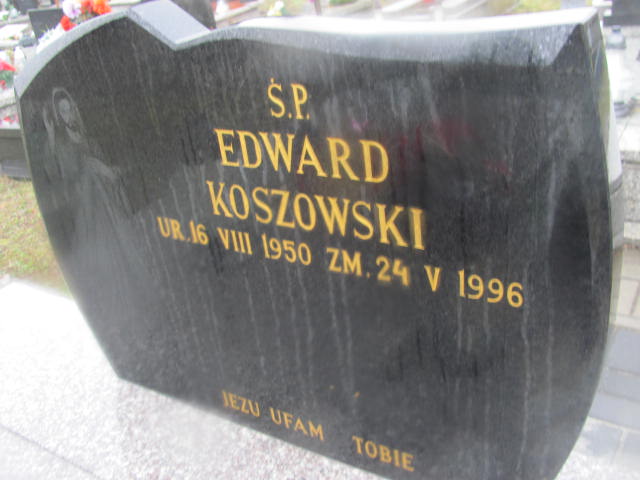 Ś.P.
EDWARD
KOSZOWSKI
UR.16 VIII 1950 ZM.24 V 1996
JEZU UFAM TOBIE